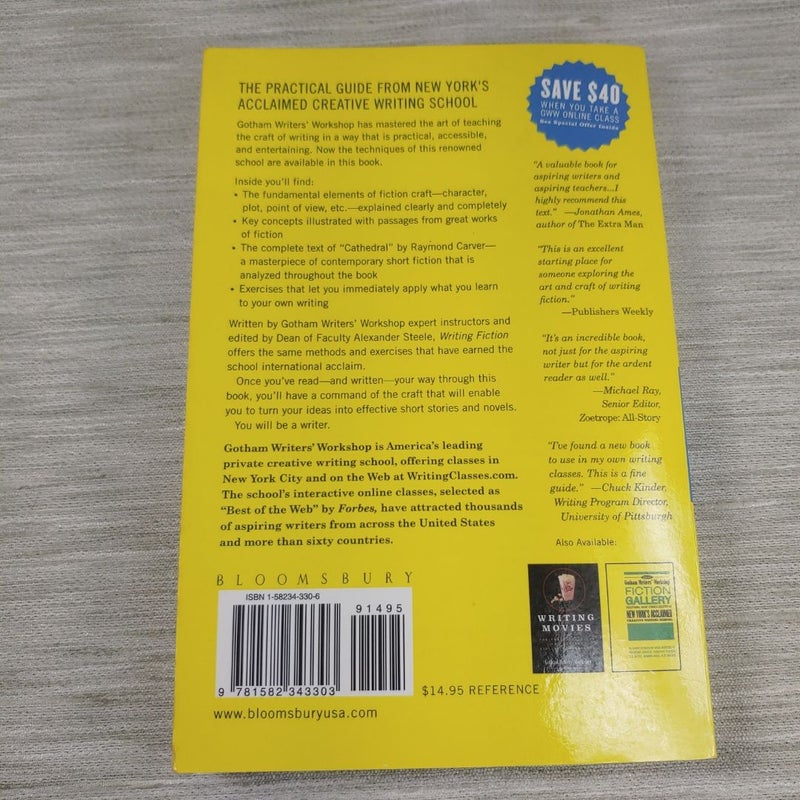 THE PRACTICAL GUIDE FROM NEW YORK'S
ACCLAIMED CREATIVE WRITING SCHOOL
Gotham Writers' Workshop has mastered the art of teaching
the craft of writing in a way that is practical, accessible,
and entertaining. Now the techniques of this renowned
school are available in this book.
Inside you'll find:
• The fundamental elements of fiction craft—character,
plot, point of view, etc.—explained clearly and completely
• Key concepts illustrated with passages from great works
of fiction
• The complete text of "Cathedral" by Raymond Carver—
a masterpiece of contemporary short fiction that is
analyzed throughout the book
• Exercises that let you immediately apply what you learn
to your own writing
Written by Gotham Writers' Workshop expert instructors and
edited by Dean of Faculty Alexander Steele, Writing Fiction
offers the same methods and exercises that have earned the
school international acclaim.
Once you've read—and written—your way through this
book, you'll have a command of the craft that will enable
you to turn your ideas into effective short stories and novels.
You will be a writer.
Gotham Writers' Workshop is America's leading
private creative writing school, offering classes in
New York City and on the Web at WritingClasses.com.
The school's interactive online classes, selected as
"Best of the Web" by Forbes, have attracted thousands
of aspiring writers from across the United States
and more than sixty countries.
BLOOMSBURY
ISBN 1-58234-330-6
91495
9 781582 343303
$14.95 REFERENCE
www.bloomsburyusa.com
SAVE $40
WHEN YOU TAKE A
GWW ONLINE CLASS
See Special Offer Inside
"A valuable book for
aspiring writers and
aspiring teachers...I
highly recommend this
text." —Jonathan Ames,
author of The Extra Man
"This is an excellent
starting place for
someone exploring the
art and craft of writing
fiction."
—Publishers Weekly
"It's an incredible book,
not just for the aspiring
writer but for the ardent
reader as well."
—Michael Ray,
Senior Editor,
Zoetrope: All-Story
"I've found a new book
to use in my own writing
classes. This is a fine
guide." —Chuck Kinder,
Writing Program Director,
University of Pittsburgh
Also Available:
WRITING
MOVIES
Gotham Writers' Workshop
FICTION
GALLERY
NEW YORK'S ACCLAIMED